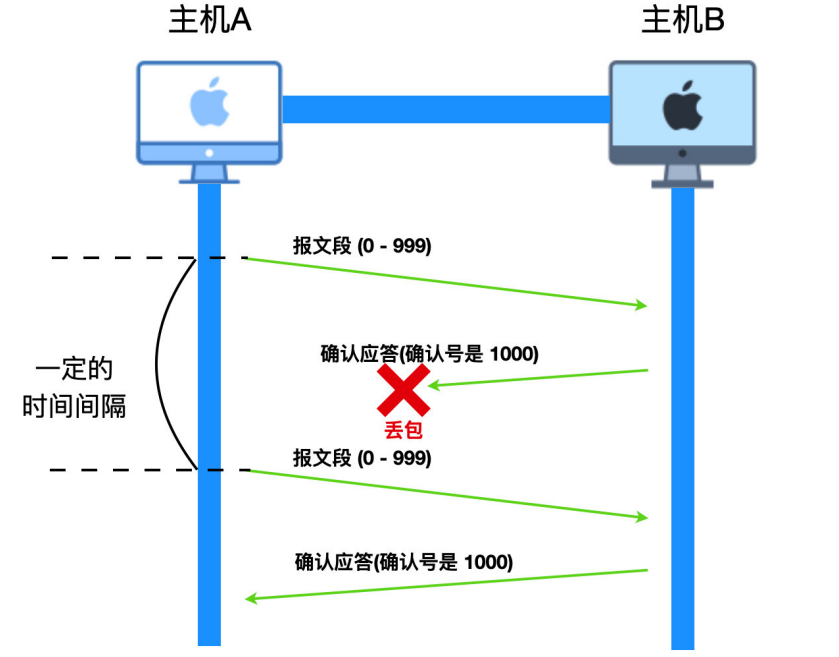 主机A
主机B
报文段 (0 - 999)
确认应答(确认号是 1000)
一定的
时间间隔
丢包
报文段 (0 - 999)
确认应答(确认号是 1000)